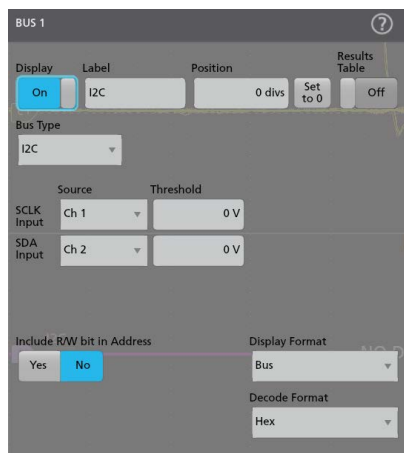 BUS 1
?
Display Label Position Results Table
On I2C 0 divs Set to 0 Off
Bus Type
I2C
Source Threshold
SCLK Input Ch 1 0 V
SDA Input Ch 2 0 V
Include R/W bit in Address Display Format
Yes No Bus
Decode Format
Hex